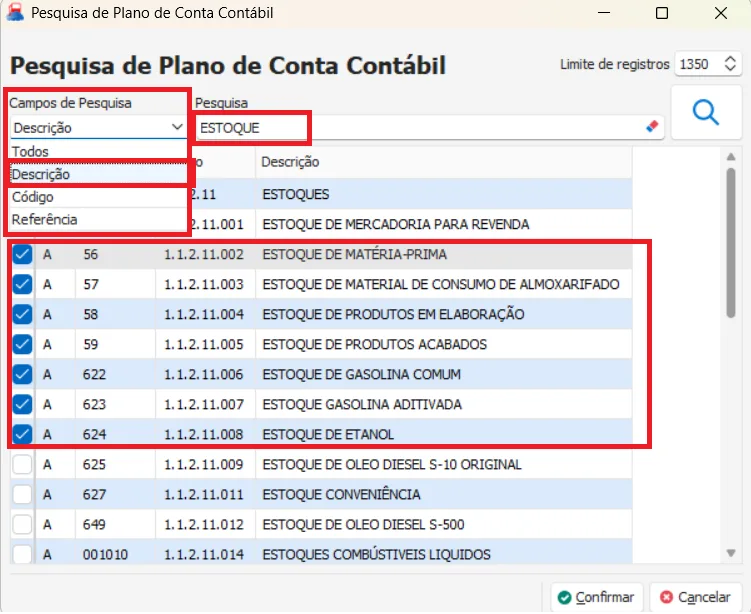 Pesquisa de Plano de Conta Contábil
Pesquisa de Plano de Conta Contábil
Limite de registros 1350
Campos de Pesquisa
Pesquisa
Descrição
ESTOQUE
Todos
Descrição
Código
Referência
o Descrição
2.11 ESTOQUES
2.11.001 ESTOQUE DE MERCADORIA PARA REVENDA
A 56 1.1.2.11.002 ESTOQUE DE MATÉRIA-PRIMA
A 57 1.1.2.11.003 ESTOQUE DE MATERIAL DE CONSUMO DE ALMOXARIFADO
A 58 1.1.2.11.004 ESTOQUE DE PRODUTOS EM ELABORAÇÃO
A 59 1.1.2.11.005 ESTOQUE DE PRODUTOS ACABADOS
A 622 1.1.2.11.006 ESTOQUE DE GASOLINA COMUM
A 623 1.1.2.11.007 ESTOQUE GASOLINA ADITIVADA
A 624 1.1.2.11.008 ESTOQUE DE ETANOL
A 625 1.1.2.11.009 ESTOQUE DE OLEO DIESEL S-10 ORIGINAL
A 627 1.1.2.11.011 ESTOQUE CONVENIÊNCIA
A 649 1.1.2.11.012 ESTOQUE DE OLEO DIESEL S-500
A 001010 1.1.2.11.014 ESTOQUES COMBÚSTIVEIS LIQUIDOS
Confirmar
Cancelar